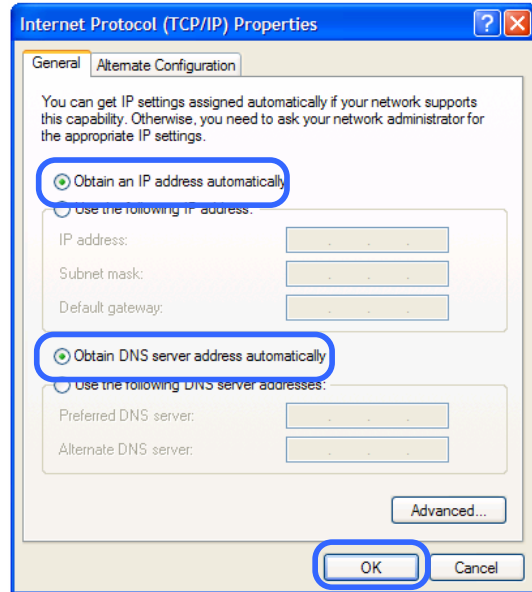 Internet Protocol (TCP/IP) Properties
General
Alternate Configuration
You can get IP settings assigned automatically if your network supports
this capability. Otherwise, you need to ask your network administrator for
the appropriate IP settings.
Obtain an IP address automatically
Use the following IP address:
IP address:
Subnet mask:
Default gateway:
Obtain DNS server address automatically
Use the following DNS server addresses:
Preferred DNS server:
Alternate DNS server:
Advanced...
OK
Cancel